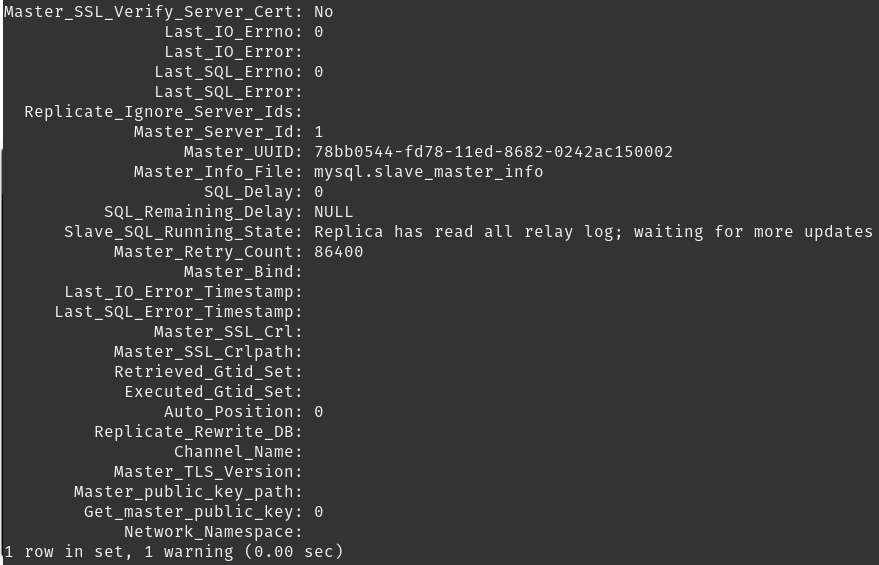 Master_SSL_Verify_Server_Cert: No
Last_IO_Errno: 0
Last_IO_Error:
Last_SQL_Errno: 0
Last_SQL_Error:
Replicate_Ignore_Server_Ids:
Master_Server_Id: 1
Master_UUID: 78bb0544-fd78-11ed-8682-0242ac150002
Master_Info_File: mysql.slave_master_info
SQL_Delay: 0
SQL_Remaining_Delay: NULL
Slave_SQL_Running_State: Replica has read all relay log; waiting for more updates
Master_Retry_Count: 86400
Master_Bind:
Last_IO_Error_Timestamp:
Last_SQL_Error_Timestamp:
Master_SSL_Crl:
Master_SSL_Crlpath:
Retrieved_Gtid_Set:
Executed_Gtid_Set:
Auto_Position: 0
Replicate_Rewrite_DB:
Channel_Name:
Master_TLS_Version:
Master_public_key_path:
Get_master_public_key: 0
Network_Namespace:
1 row in set, 1 warning (0.00 sec)